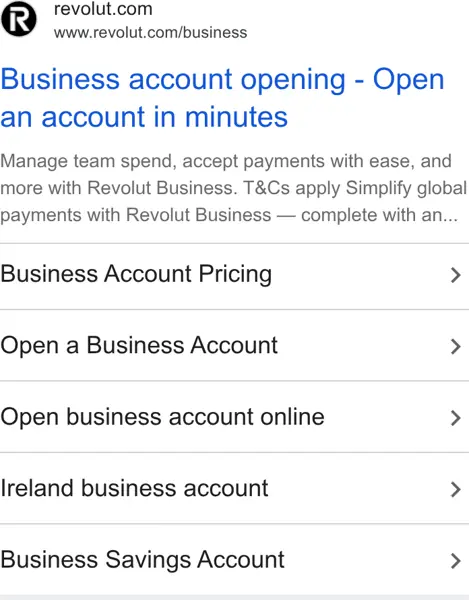 R
revolut.com
www.revolut.com/business
Business account opening - Open
an account in minutes
Manage team spend, accept payments with ease, and
more with Revolut Business. T&Cs apply Simplify global
payments with Revolut Business — complete with an...
Business Account Pricing
Open a Business Account
Open business account online
Ireland business account
Business Savings Account